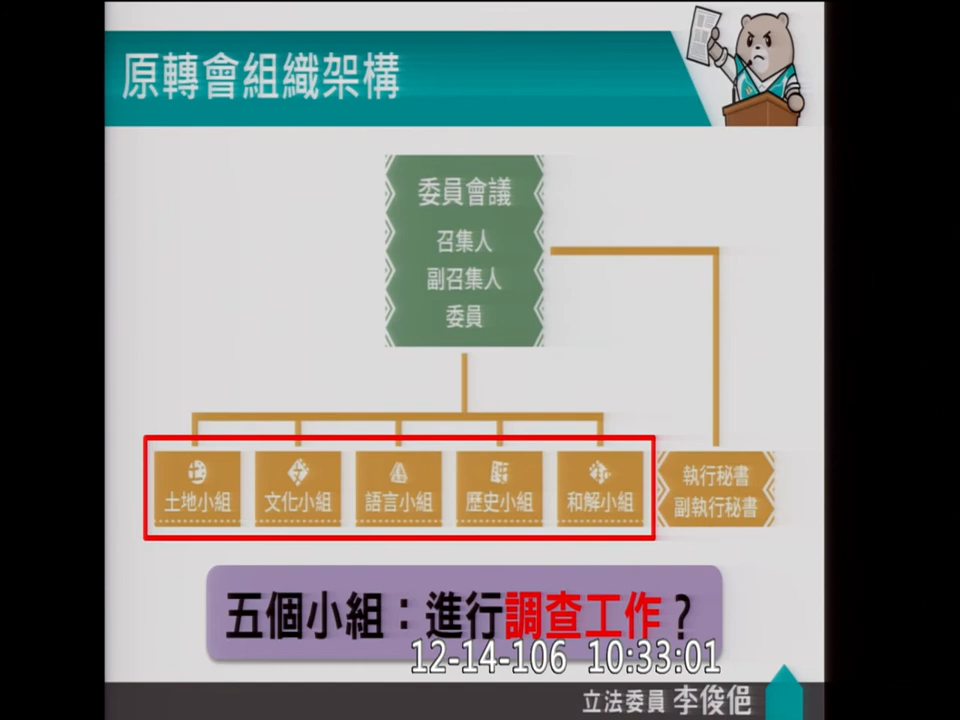 原轉會組織架構
委員會議
召集人
副召集人
委員
土地小組
文化小組
語言小組
歷史小組
和解小組
執行秘書
副執行秘書
五個小組：進行調查工作？
12-14-106 10:33:01
立法委員 李俊俋